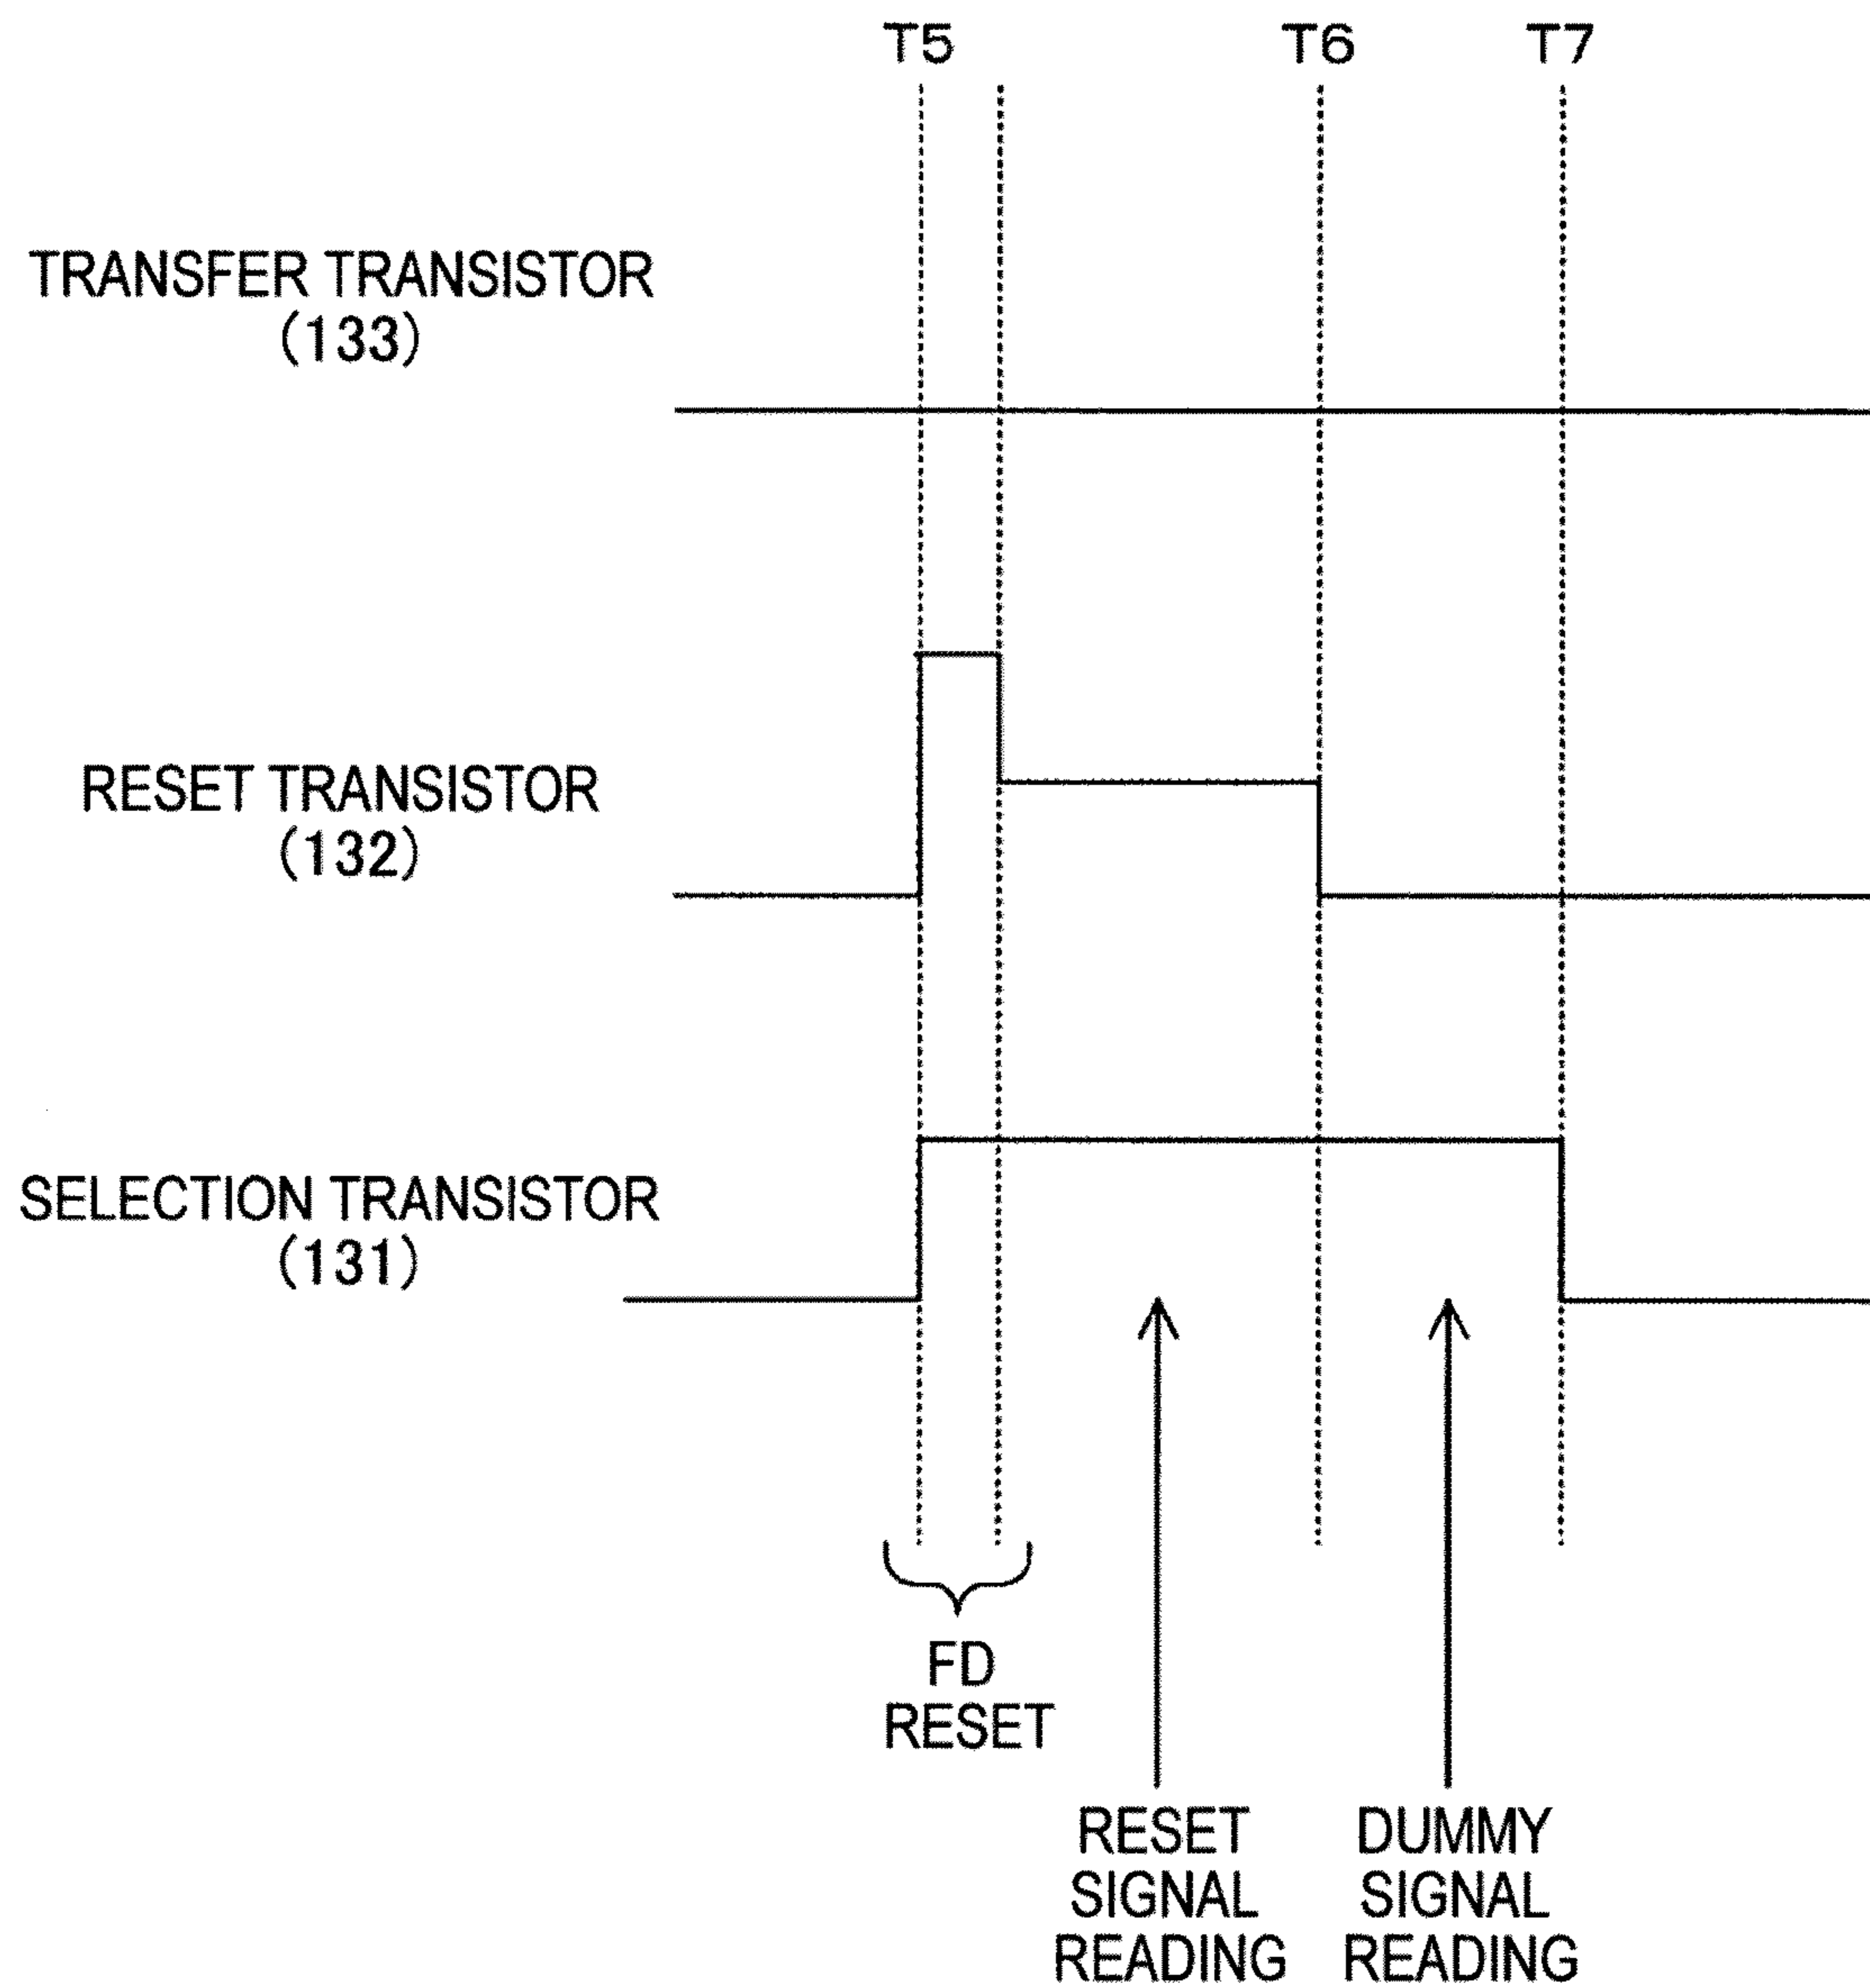 T5 T6 T7
TRANSFER TRANSISTOR
(133)
RESET TRANSISTOR
(132)
SELECTION TRANSISTOR
(131)
FD
RESET
RESET
SIGNAL
READING
DUMMY
SIGNAL
READING